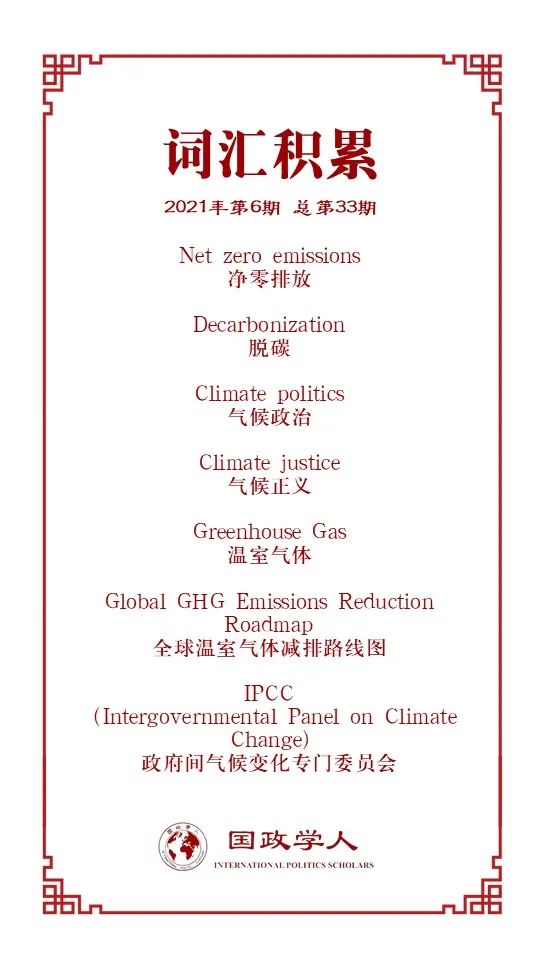 词汇积累
2021年第6期 总第33期
Net zero emissions
净零排放
Decarbonization
脱碳
Climate politics
气候政治
Climate justice
气候正义
Greenhouse Gas
温室气体
Global GHG Emissions Reduction
Roadmap
全球温室气体减排路线图
IPCC
(Intergovernmental Panel on Climate
Change)
政府间气候变化专门委员会
国政学人
国政学人
INTERNATIONAL POLITICS SCHOLARS